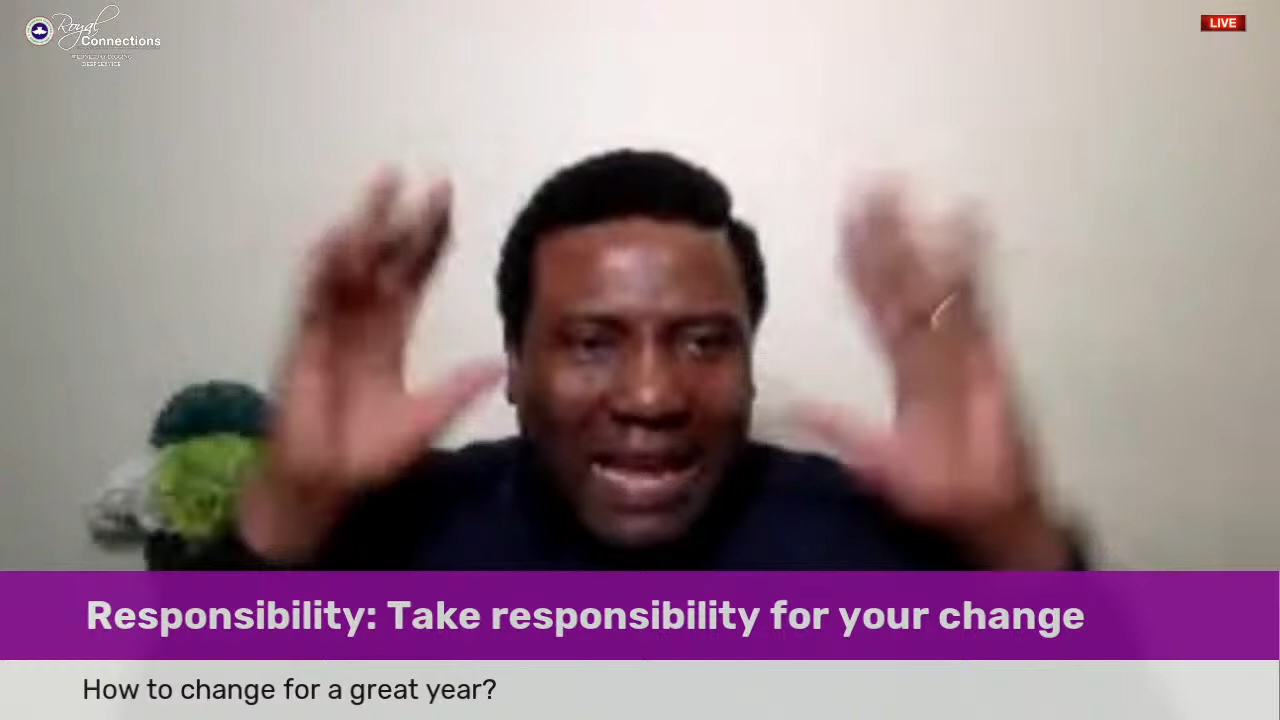 Royal
Connections
LIVE
Responsibility: Take responsibility for your change
How to change for a great year?